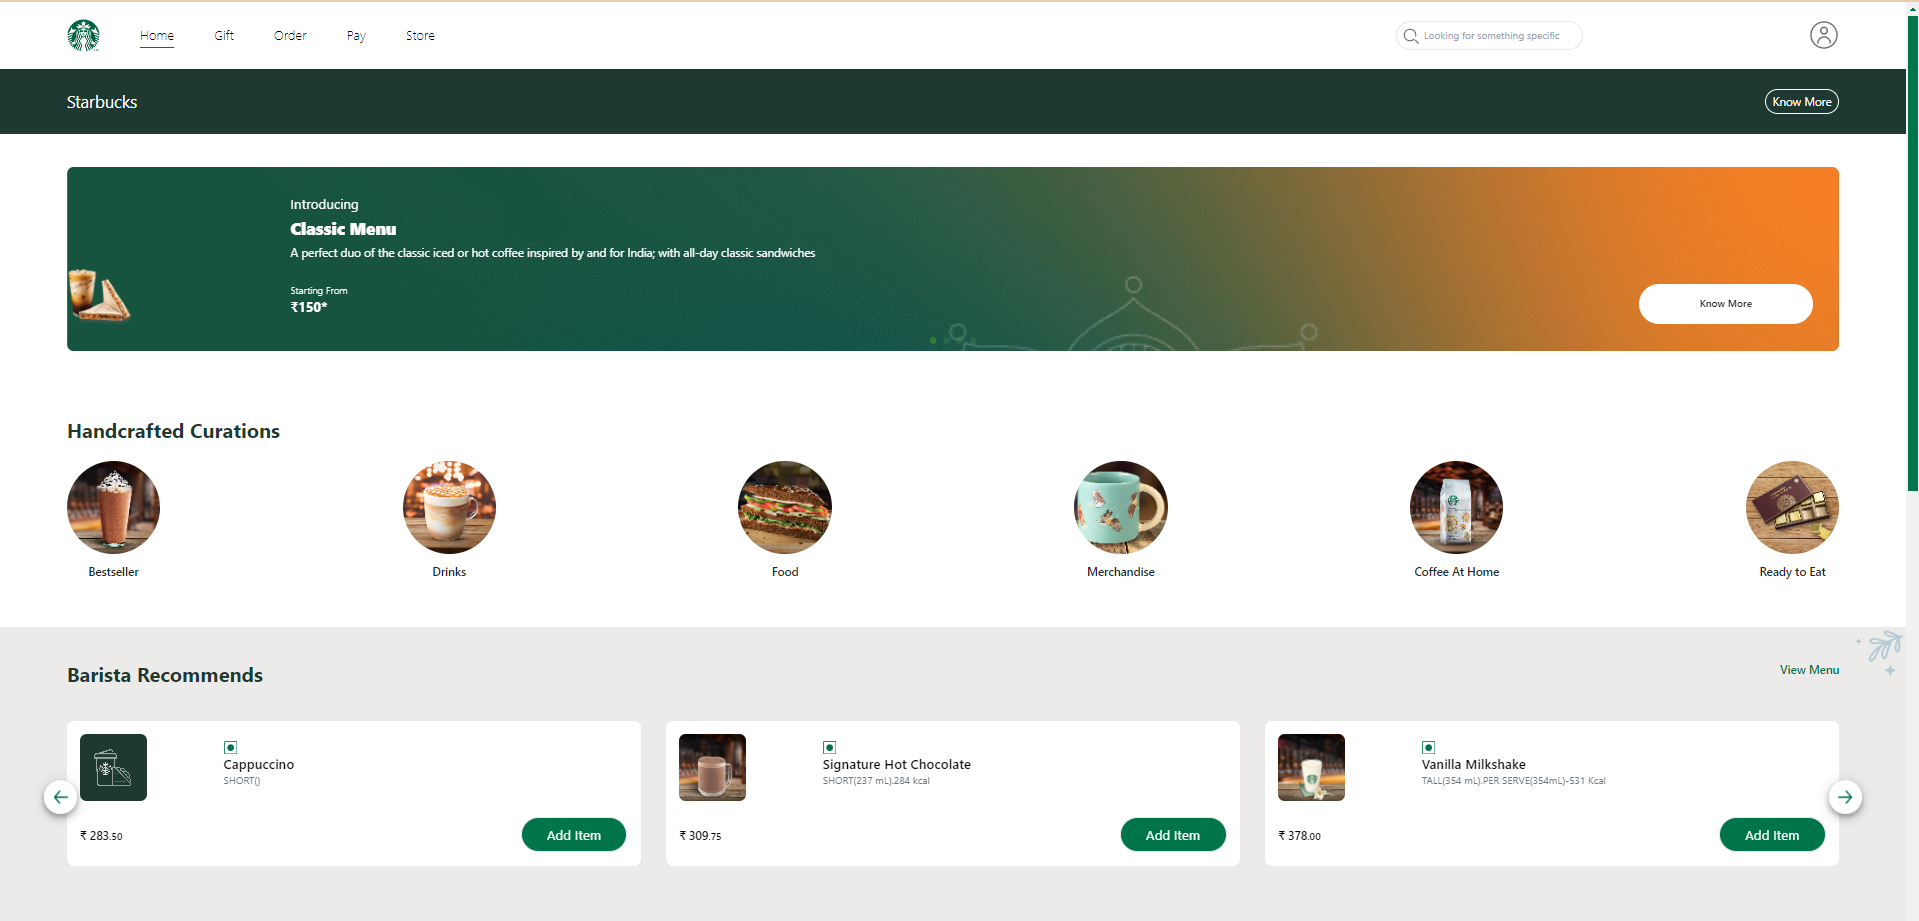 Home
Gift
Order
Pay
Store
Looking for something specific
Starbucks
Know More
Introducing
Classic Menu
A perfect duo of the classic iced or hot coffee inspired by and for India; with all-day classic sandwiches
Starting From
₹150*
Know More
Handcrafted Curations
Bestseller
Drinks
Food
Merchandise
Coffee At Home
Ready to Eat
Barista Recommends
View Menu
Cappuccino
SHORT()
₹ 283.50
Add Item
Signature Hot Chocolate
SHORT(237 mL).284 kcal
₹ 309.75
Add Item
Vanilla Milkshake
TALL(354 mL).PER SERVE(354mL)-531 Kcal
₹ 378.00
Add Item